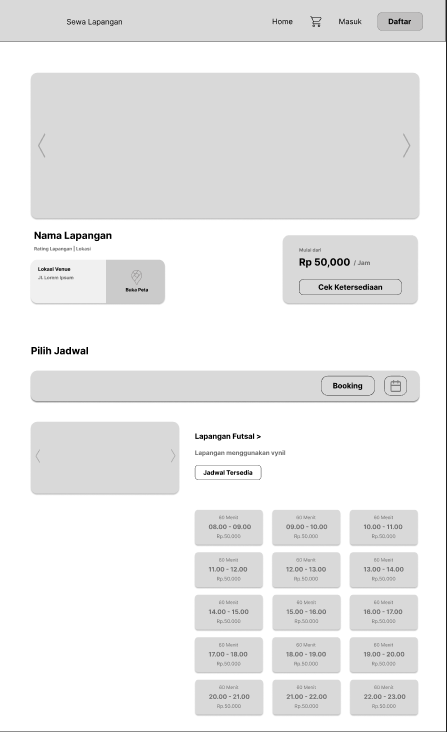 Sewa Lapangan
Home
Masuk
Daftar
Nama Lapangan
Rating Lapangan | Lokasi
Lokasi Venue
Jl. Lorem Ipsum
Buka Peta
Mulai dari
Rp 50,000 / Jam
Cek Ketersediaan
Pilih Jadwal
Booking
Lapangan Futsal >
Lapangan menggunakan vynil
Jadwal Tersedia
60 Menit
08.00 - 09.00
Rp.50.000
60 Menit
09.00 - 10.00
Rp.50.000
60 Menit
10.00 - 11.00
Rp.50.000
60 Menit
11.00 - 12.00
Rp.50.000
60 Menit
12.00 - 13.00
Rp.50.000
60 Menit
13.00 - 14.00
Rp.50.000
60 Menit
14.00 - 15.00
Rp.50.000
60 Menit
15.00 - 16.00
Rp.50.000
60 Menit
16.00 - 17.00
Rp.50.000
60 Menit
17.00 - 18.00
Rp.50.000
60 Menit
18.00 - 19.00
Rp.50.000
60 Menit
19.00 - 20.00
Rp.50.000
60 Menit
20.00 - 21.00
Rp.50.000
60 Menit
21.00 - 22.00
Rp.50.000
60 Menit
22.00 - 23.00
Rp.50.000